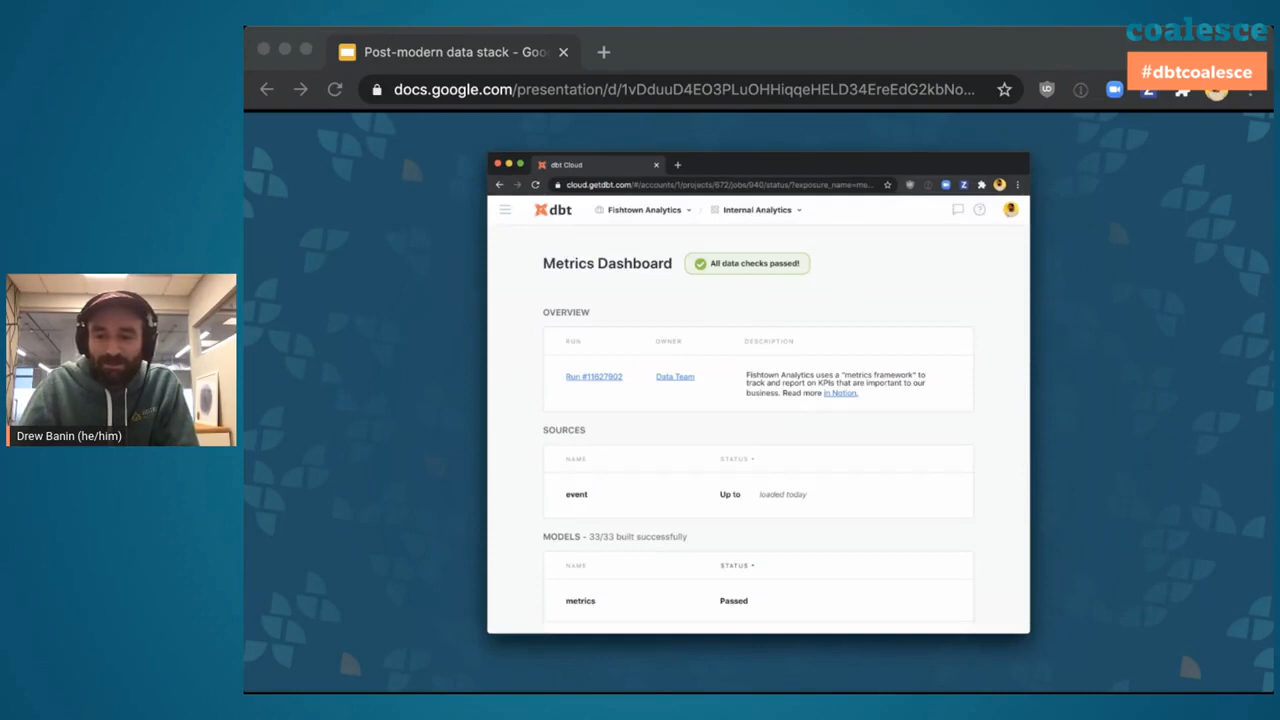 coalesce
#dbtcoalesce
Post-modern data stack - Goo
docs.google.com/presentation/d/1vDduuD4EO3PLuOHHiqqeHELD34EreEdG2kbNo...
dbt Cloud
cloud.getdbt.com/#/accounts/1/projects/672/jobs/940/status/?exposure_name=me...
dbt
Fishtown Analytics
/
Internal Analytics
Metrics Dashboard
All data checks passed!
OVERVIEW
RUN OWNER DESCRIPTION
Run #11627902 Data Team Fishtown Analytics uses a "metrics framework" to
track and report on KPIs that are important to our
business. Read more in Notion.
SOURCES
NAME STATUS
event Up to loaded today
MODELS - 33/33 built successfully
NAME STATUS
metrics Passed
Drew Banin (he/him)